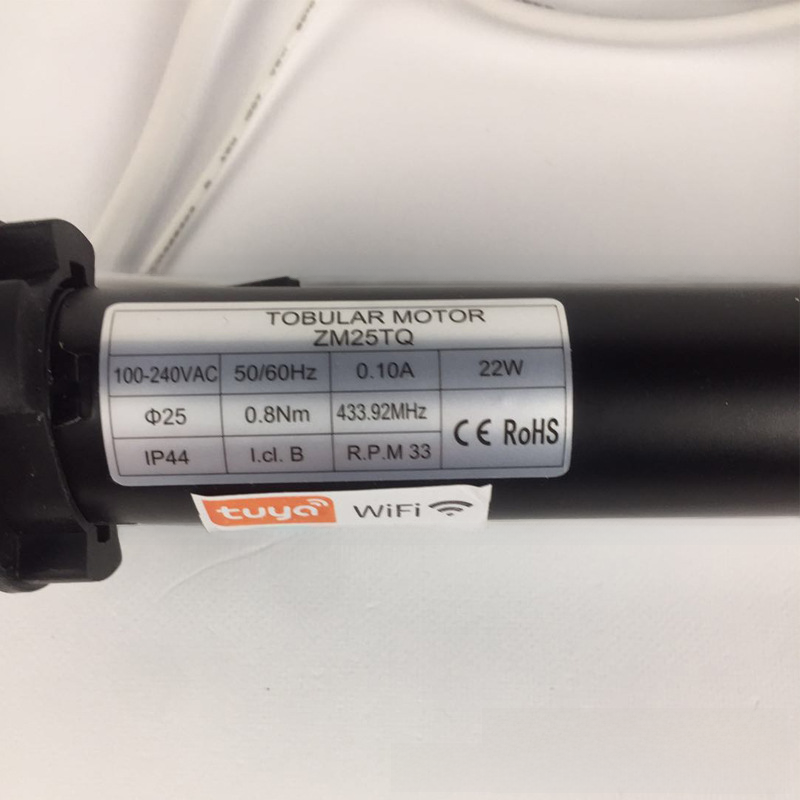 TOBULAR MOTOR
ZM25TQ
100-240VAC 50/60Hz 0.10A 22W
Φ25 0.8Nm 433.92MHz
CE RoHS
IP44 I.cl. B R.P.M 33
tuya WiFi